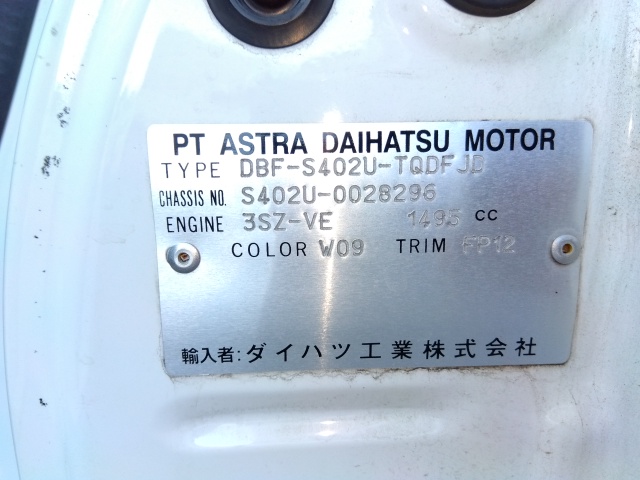 PT ASTRA DAIHATSU MOTOR
TYPE DBF-S402U-TQDFJD
CHASSIS NO. S402U-0028296
ENGINE 3SZ-VE 1495 CC
COLOR W09 TRIM FP12
輸入者:ダイハツ工業株式会社